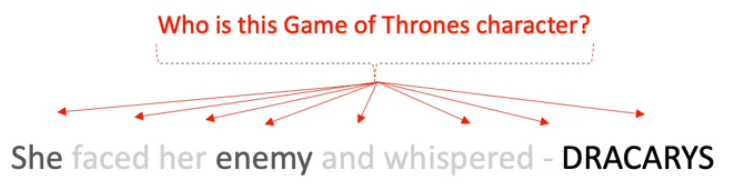 Who is this Game of Thrones character?
She faced her enemy and whispered - DRACARYS